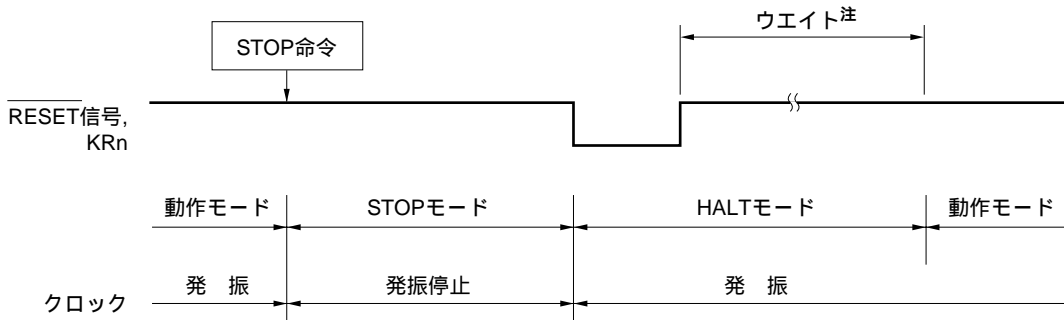 ウエイト注
STOP命令
RESET信号,
KRn
動作モード STOPモード HALTモード 動作モード
クロック 発 振 発振停止 発 振